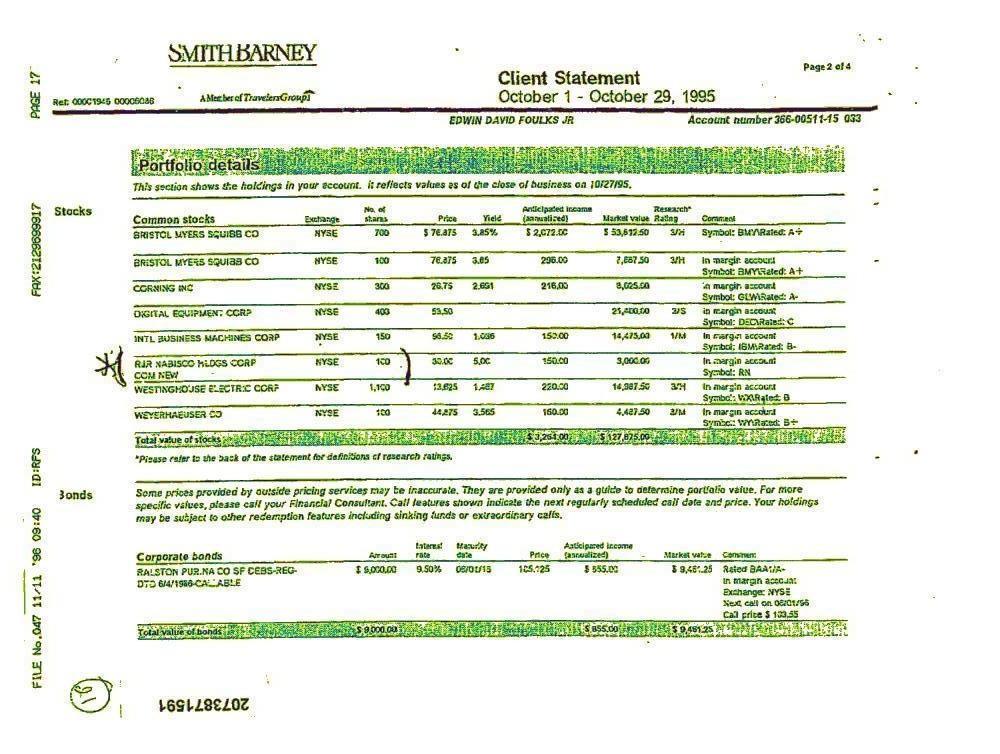 SMITH BARNEY
A Member of Travelers Group
Page 2 of 4
Client Statement
October 1 - October 29, 1995
Ref: 00001945 00006086
EDWIN DAVID FOULKS JR
Account number 366-00511-15 033
Portfolio details
This section shows the holdings in your account. It reflects values as of the close of business on 10/27/95.
Stocks
Common stocks Exchange No. of shares Price Yield Anticipated income (annualized) Market value Research* Rating Comment
BRISTOL MYERS SQUIBB CO NYSE 700 $ 76.875 3.85% $ 2,072.00 $ 53,812.50 3/H Symbol: BMY\Rated: A+
BRISTOL MYERS SQUIBB CO NYSE 100 76.875 3.85 296.00 7,687.50 3/H In margin account
Symbol: BMY\Rated: A+
CORNING INC NYSE 300 26.75 2.691 216.00 8,025.00 In margin account
Symbol: GLW\Rated: A-
DIGITAL EQUIPMENT CORP NYSE 400 53.50 21,400.00 2/S In margin account
Symbol: DEC\Rated: C
INTL BUSINESS MACHINES CORP NYSE 150 96.50 1.036 150.00 14,475.00 1/M In margin account
Symbol: IBM\Rated: B-
RJR NABISCO HLDGS CORP NYSE 100 30.00 5.00 150.00 3,000.00 In margin account
COM NEW Symbol: RN
WESTINGHOUSE ELECTRIC CORP NYSE 1,100 13.625 1.467 220.00 14,987.50 3/H In margin account
Symbol: WX\Rated: B
WEYERHAEUSER CO NYSE 100 44.875 3.565 160.00 4,487.50 2/M In margin account
Symbol: WY\Rated: B+
Total value of stocks $ 3,264.00 $ 127,875.00
*Please refer to the back of the statement for definitions of research ratings.
Bonds
Some prices provided by outside pricing services may be inaccurate. They are provided only as a guide to determine portfolio value. For more
specific values, please call your Financial Consultant. Call features shown indicate the next regularly scheduled call date and price. Your holdings
may be subject to other redemption features including sinking funds or extraordinary calls.
Corporate bonds Amount Interest rate Maturity date Price Anticipated income (annualized) Market value Comment
RALSTON PUR.NA CO SF DEBS-REG- $ 9,000.00 9.50% 06/01/16 105.125 $ 855.00 $ 9,461.25 Rated BAA1/A-
DTD 6/4/1986-CALLABLE In margin account
Exchange: NYSE
Next call on 06/01/96
Call price $ 103.55
Total value of bonds $ 9,000.00 $ 855.00 $ 9,461.25
FILE No.047 11/11 '96 09:40 ID:RFS FAX:2129699917 PAGE 17
2073871591